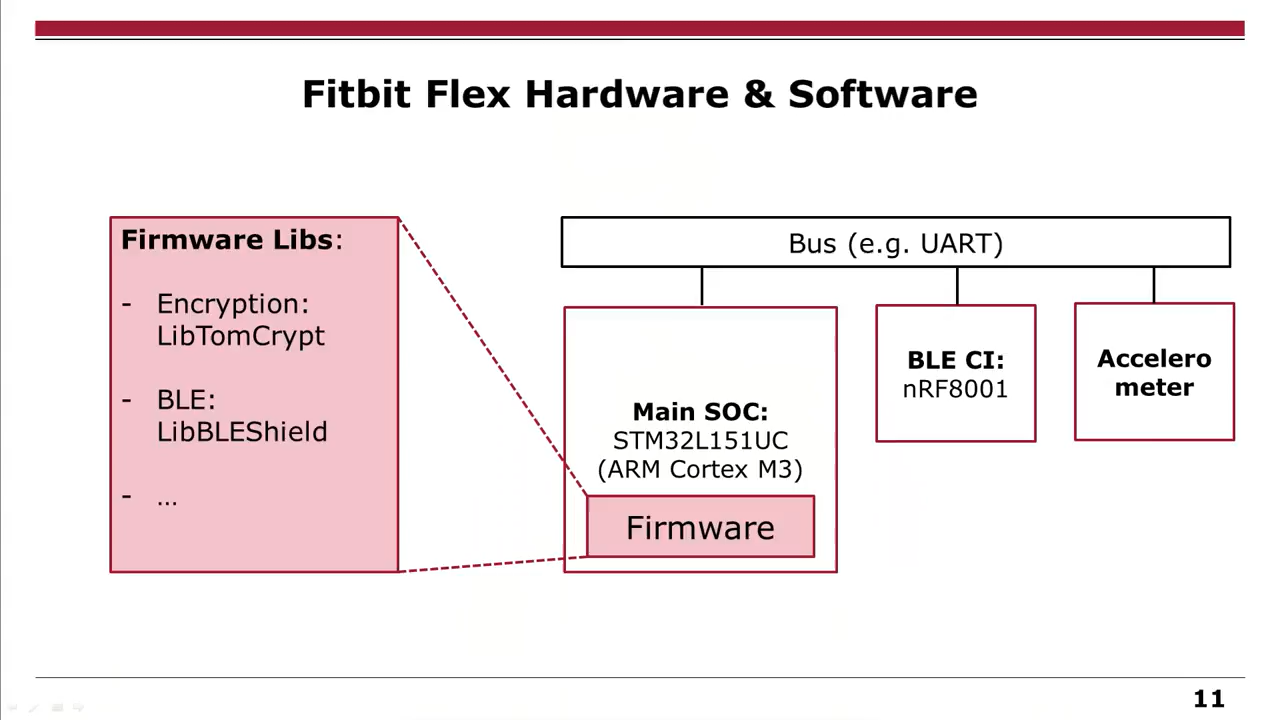 Fitbit Flex Hardware & Software
Firmware Libs:
- Encryption:
LibTomCrypt
- BLE:
LibBLEShield
- …
Bus (e.g. UART)
Main SOC:
STM32L151UC
(ARM Cortex M3)
Firmware
BLE CI:
nRF8001
Accelero
meter
11